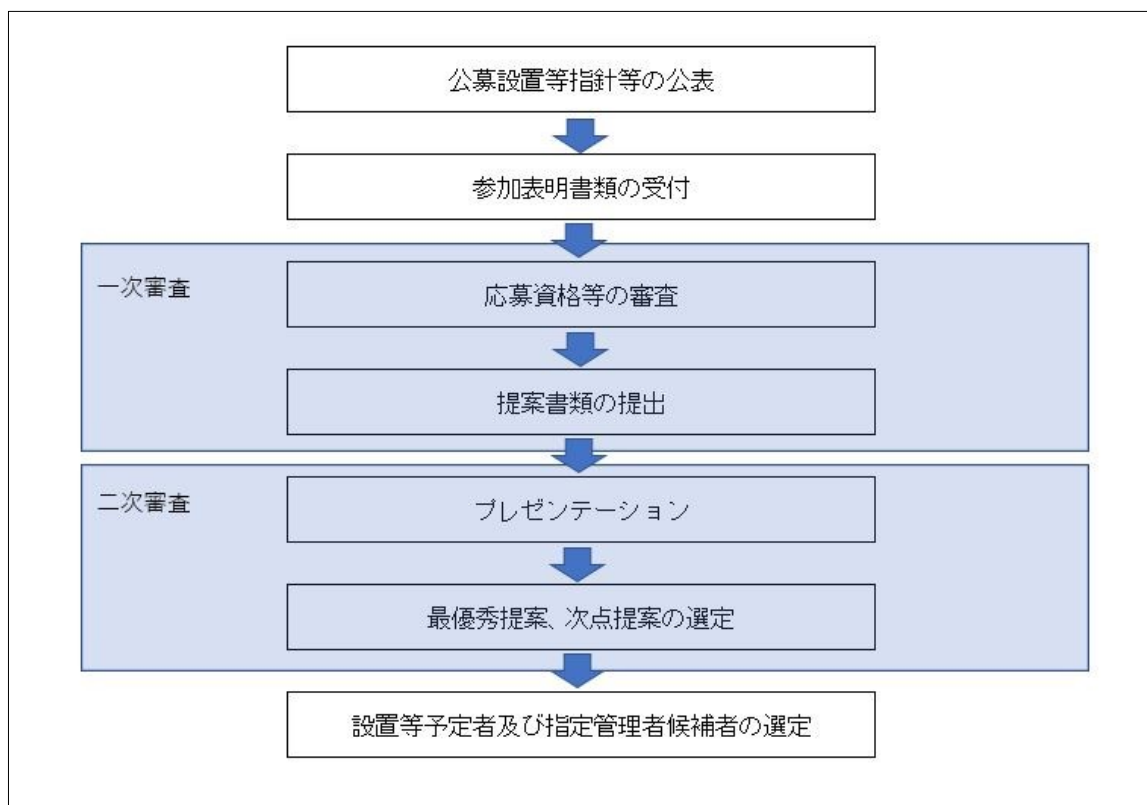 公募設置等指針等の公表
参加表明書類の受付
一次審査
応募資格等の審査
提案書類の提出
二次審査
プレゼンテーション
最優秀提案、次点提案の選定
設置等予定者及び指定管理者候補者の選定